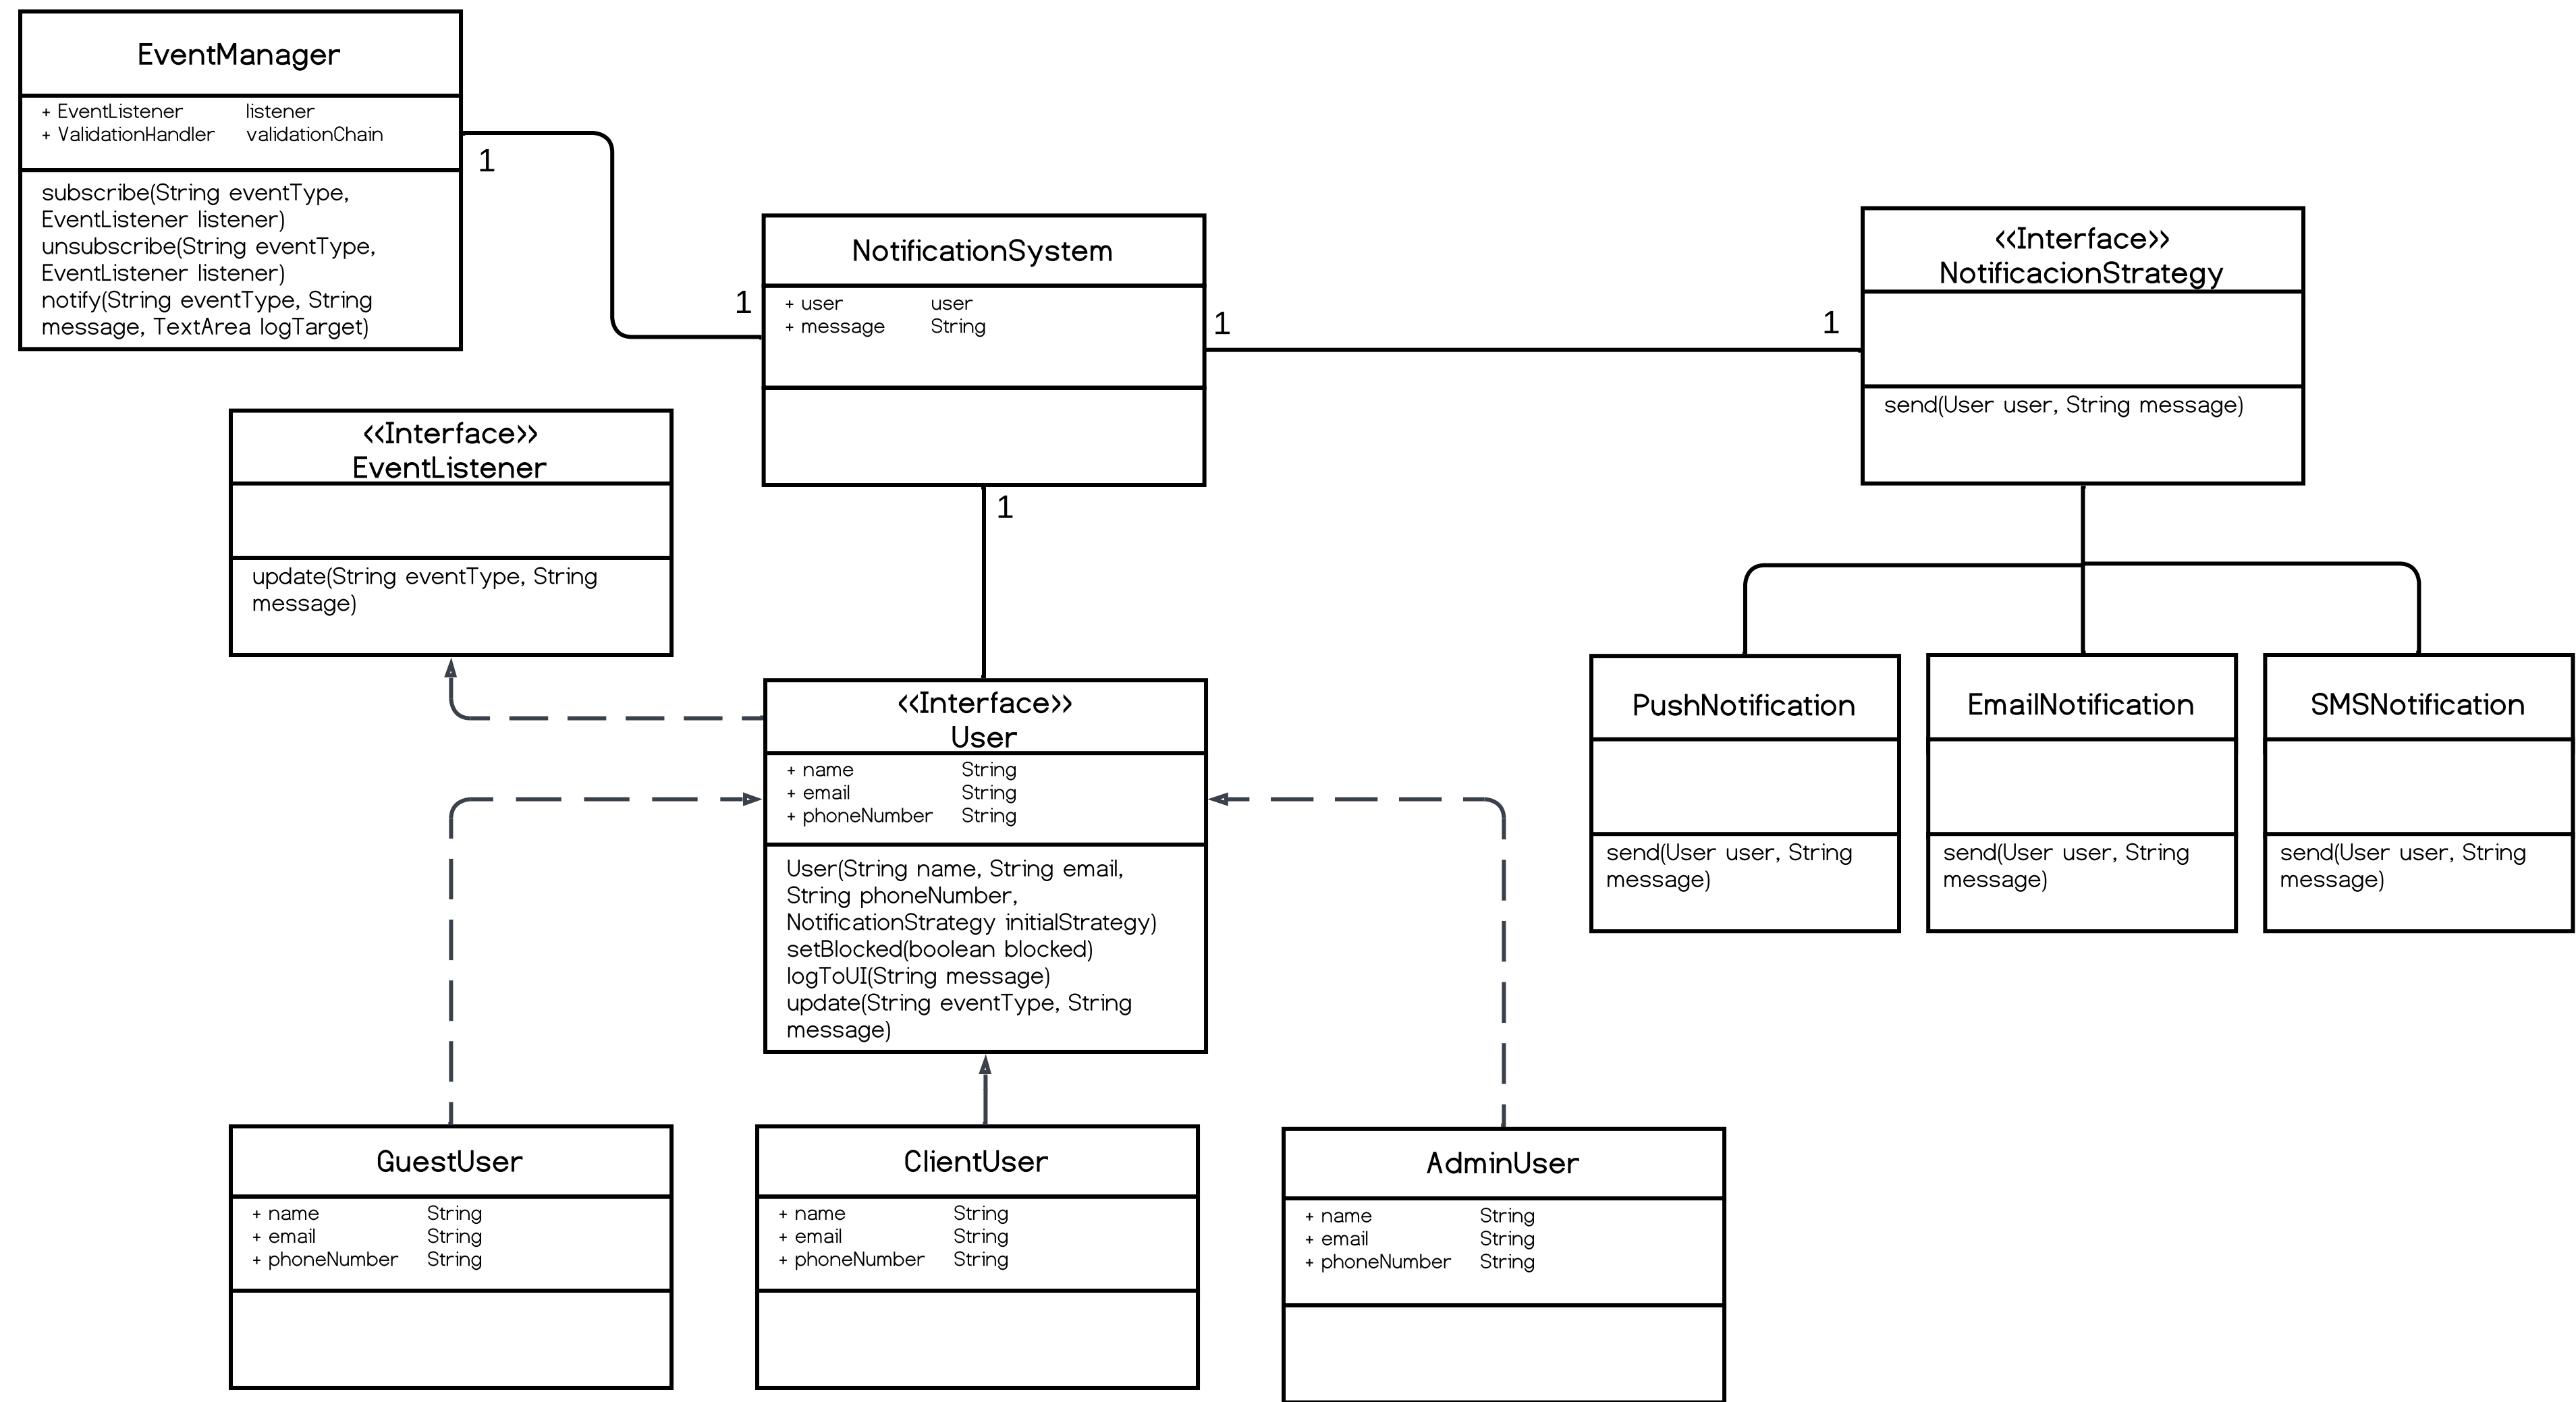 EventManager
+ EventListener listener
+ ValidationHandler validationChain
subscribe(String eventType,
EventListener listener)
unsubscribe(String eventType,
EventListener listener)
notify(String eventType, String
message, TextArea logTarget)
1
1
NotificationSystem
+ user user
+ message String
1
1
1
<<Interface>>
NotificacionStrategy
send(User user, String message)
<<Interface>>
EventListener
update(String eventType, String
message)
<<Interface>>
User
+ name String
+ email String
+ phoneNumber String
User(String name, String email,
String phoneNumber,
NotificationStrategy initialStrategy)
setBlocked(boolean blocked)
logToUI(String message)
update(String eventType, String
message)
PushNotification
send(User user, String
message)
EmailNotification
send(User user, String
message)
SMSNotification
send(User user, String
message)
GuestUser
+ name String
+ email String
+ phoneNumber String
ClientUser
+ name String
+ email String
+ phoneNumber String
AdminUser
+ name String
+ email String
+ phoneNumber String